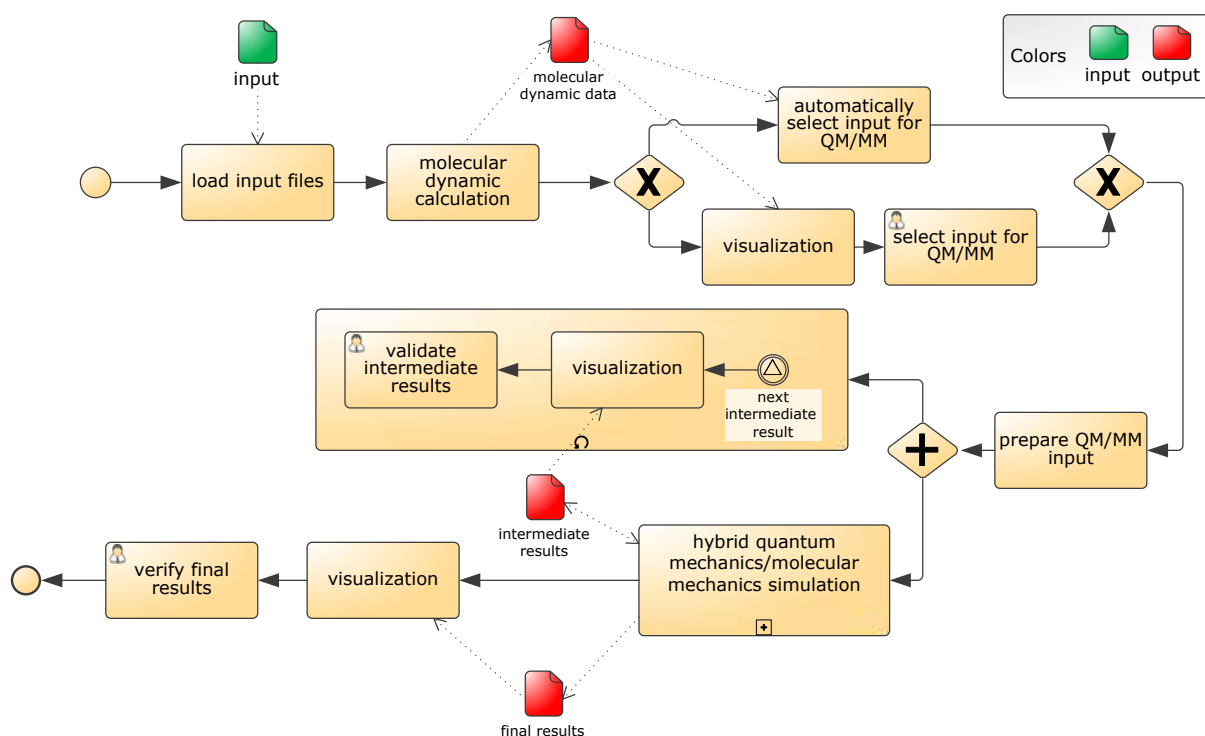 input
molecular
dynamic data
Colors
input
output
load input files
molecular
dynamic
calculation
X
automatically
select input for
QM/MM
X
visualization
select input for
QM/MM
validate
intermediate
results
visualization
next
intermediate
result
prepare QM/MM
input
intermediate
results
hybrid quantum
mechanics/molecular
mechanics simulation
verify final
results
visualization
final results